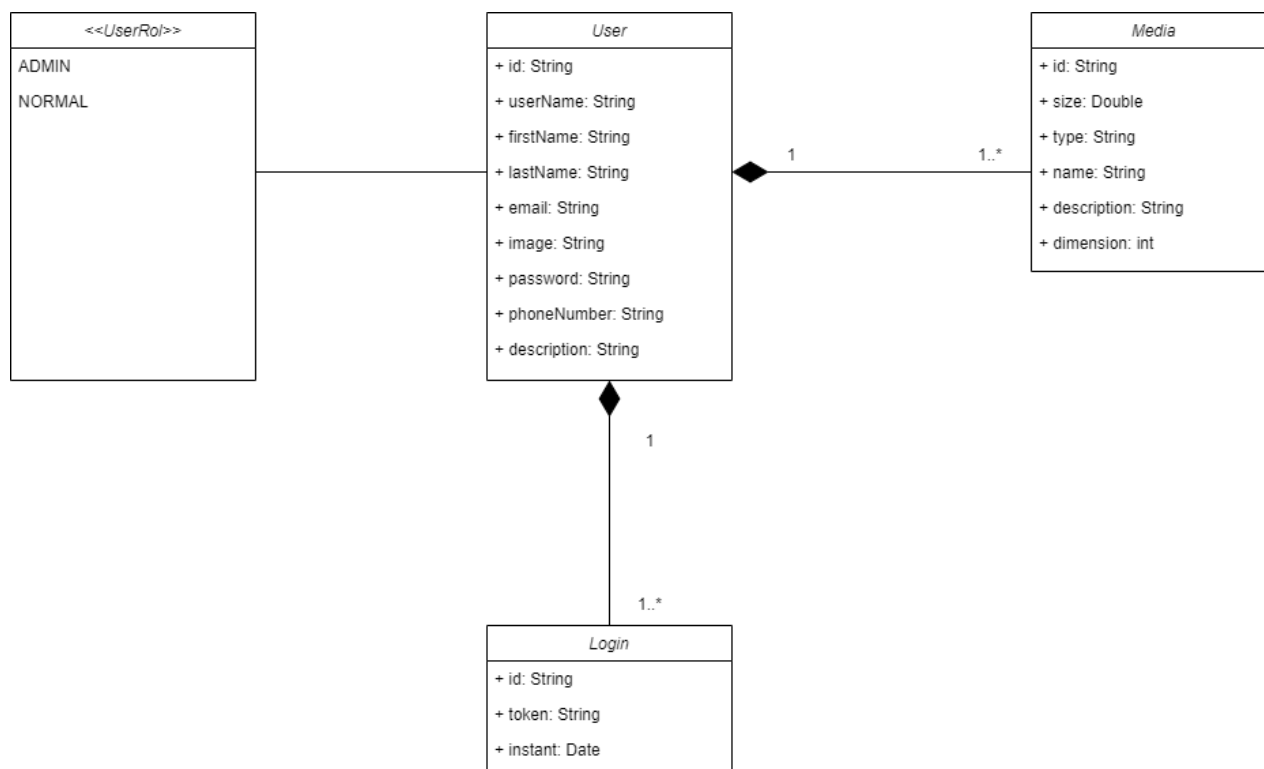 <<UserRol>>
ADMIN
NORMAL
User
+ id: String
+ userName: String
+ firstName: String
+ lastName: String
+ email: String
+ image: String
+ password: String
+ phoneNumber: String
+ description: String
1
1..*
Media
+ id: String
+ size: Double
+ type: String
+ name: String
+ description: String
+ dimension: int
1
1..*
Login
+ id: String
+ token: String
+ instant: Date